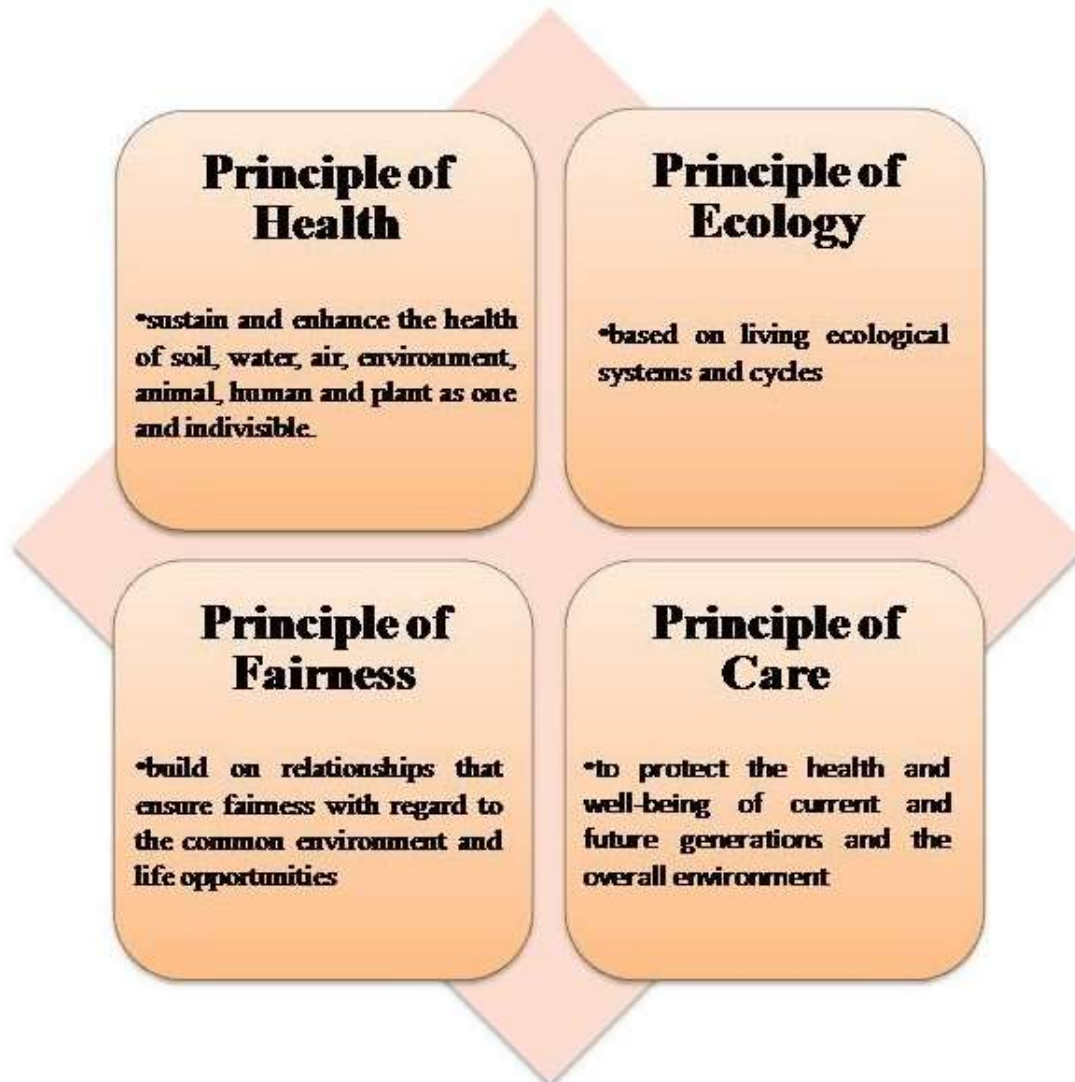 Principle of
Health
•sustain and enhance the health
of soil, water, air, environment,
animal, human and plant as one
and indivisible.
Principle of
Ecology
•based on living ecological
systems and cycles
Principle of
Fairness
•build on relationships that
ensure fairness with regard to
the common environment and
life opportunities
Principle of
Care
•to protect the health and
well-being of current and
future generations and the
overall environment